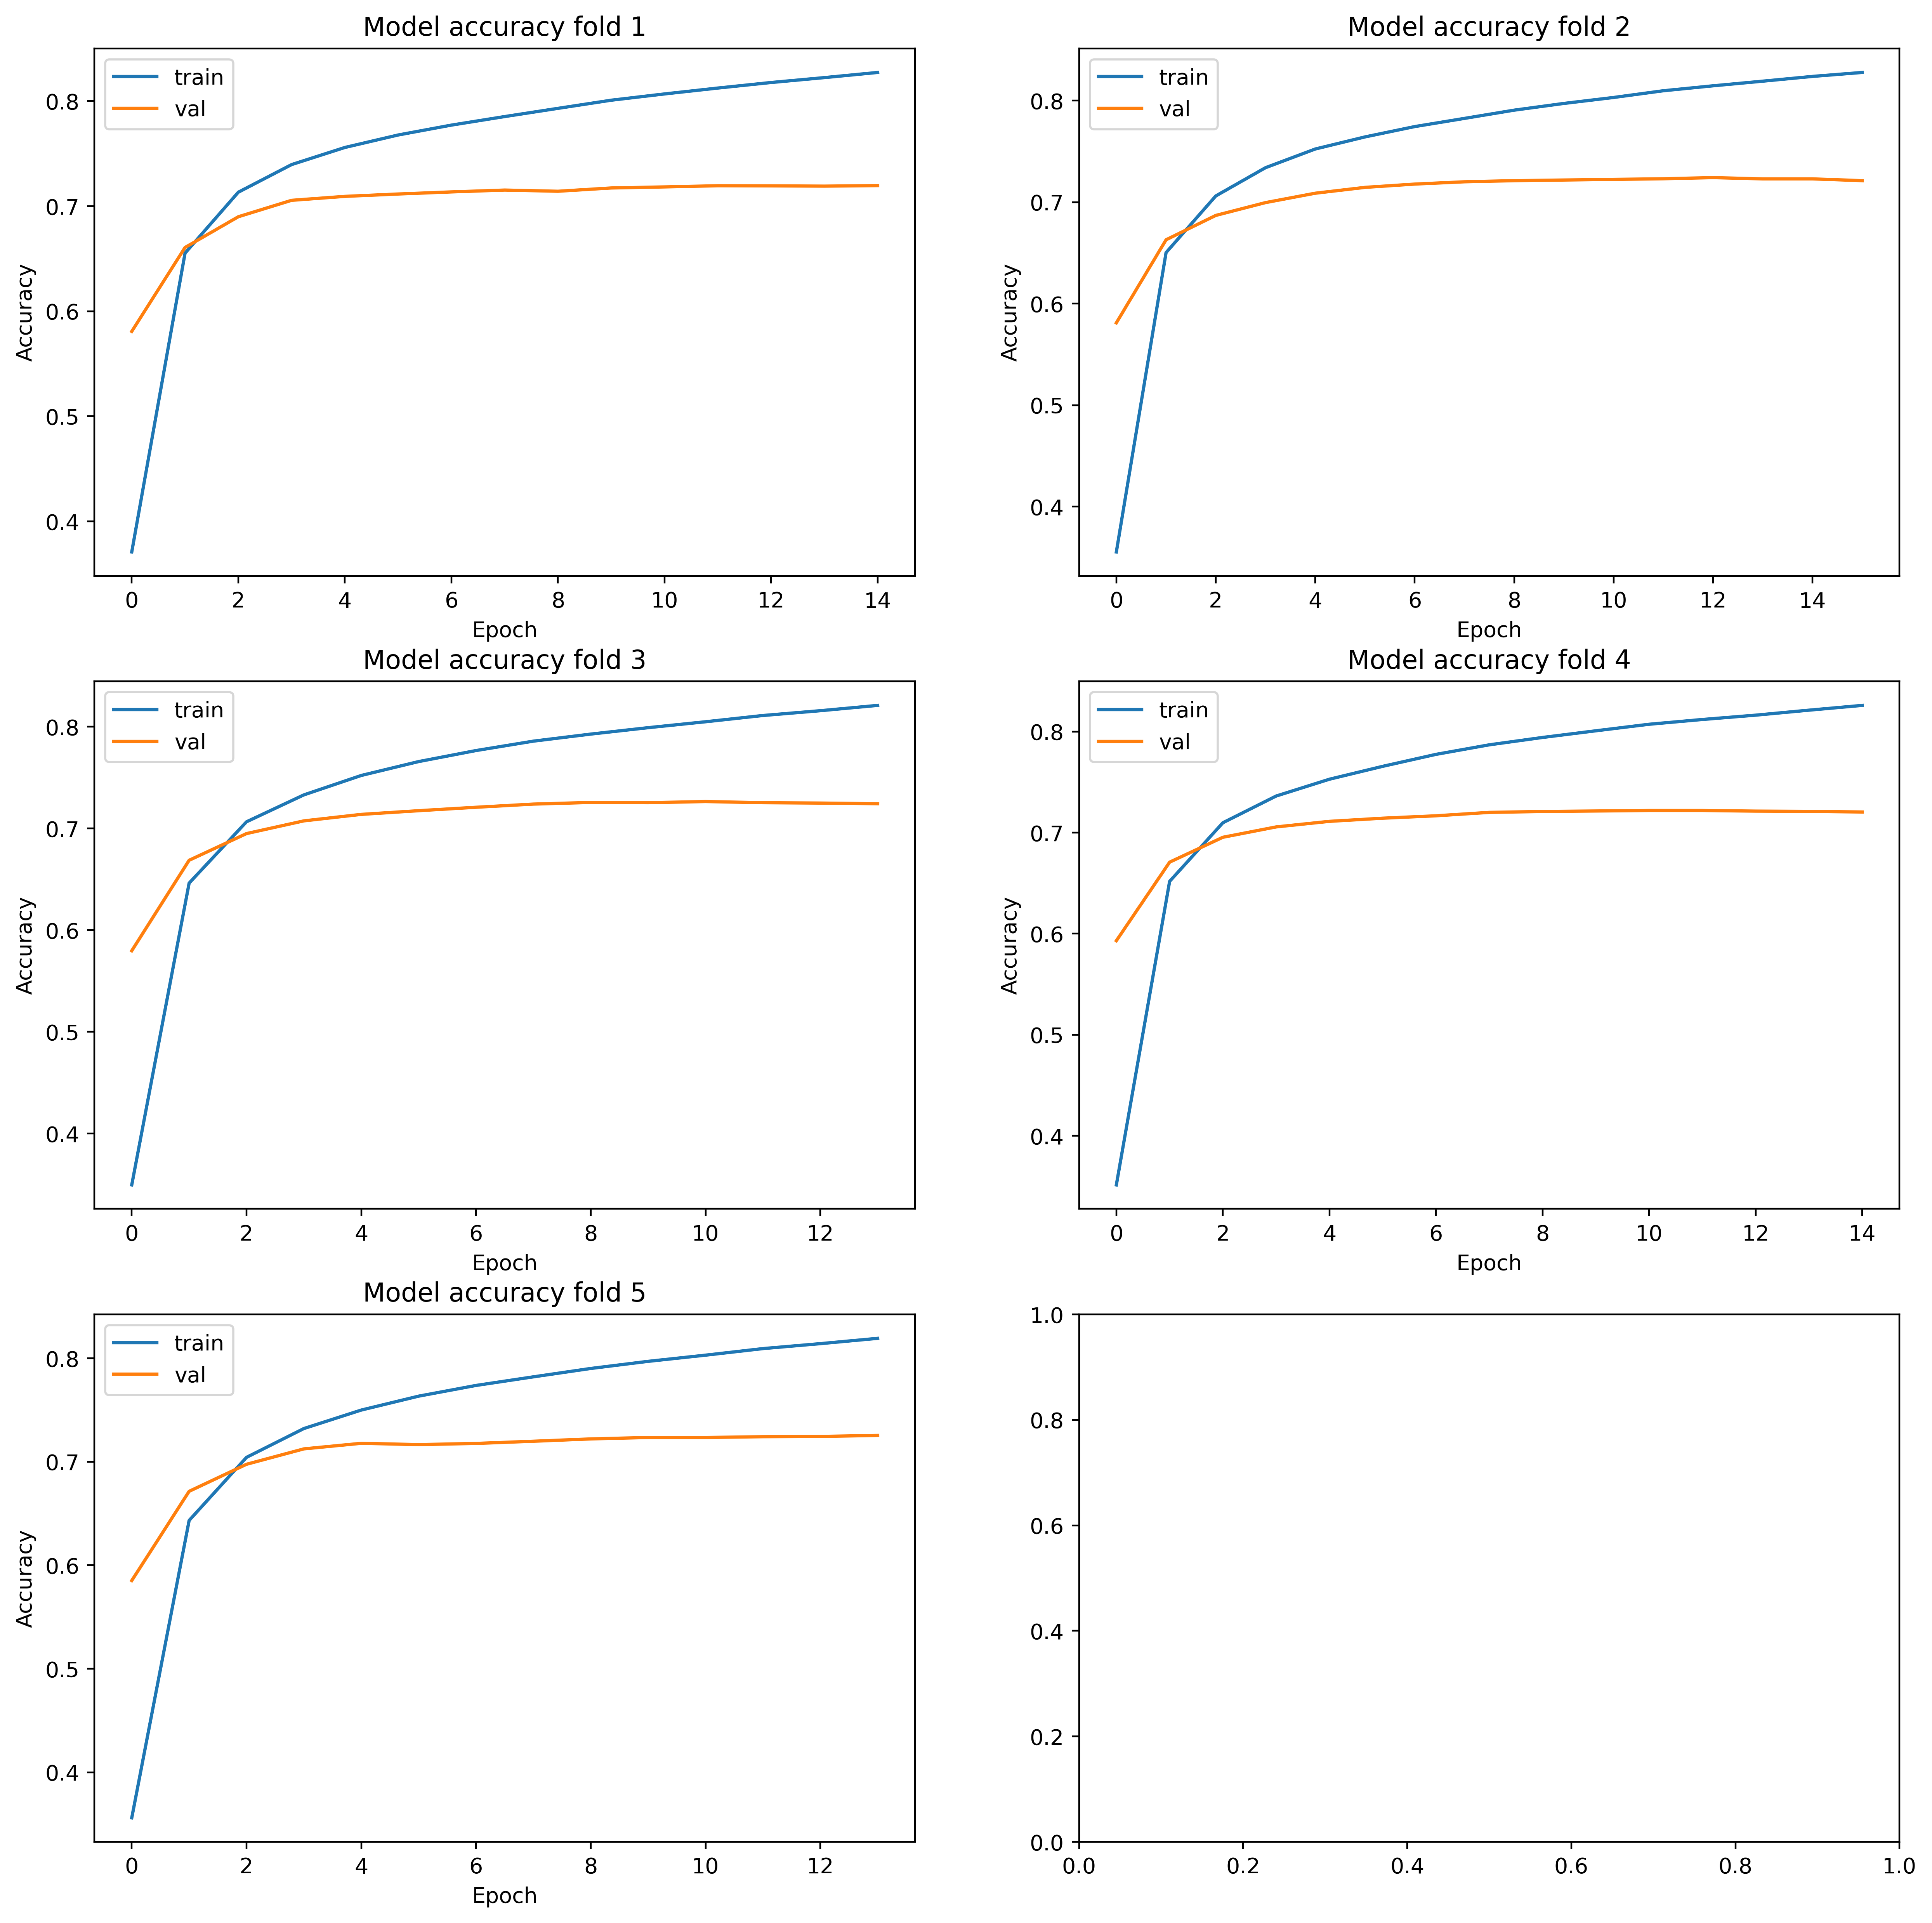 Model accuracy fold 1
train
val
0.8
0.7
0.6
0.5
0.4
Accuracy
0 2 4 6 8 10 12 14
Epoch
Model accuracy fold 2
train
val
0.8
0.7
0.6
0.5
0.4
Accuracy
0 2 4 6 8 10 12 14
Epoch
Model accuracy fold 3
train
val
0.8
0.7
0.6
0.5
0.4
Accuracy
0 2 4 6 8 10 12
Epoch
Model accuracy fold 4
train
val
0.8
0.7
0.6
0.5
0.4
Accuracy
0 2 4 6 8 10 12 14
Epoch
Model accuracy fold 5
train
val
0.8
0.7
0.6
0.5
0.4
Accuracy
0 2 4 6 8 10 12
Epoch
1.0
0.8
0.6
0.4
0.2
0.0
0.0 0.2 0.4 0.6 0.8 1.0